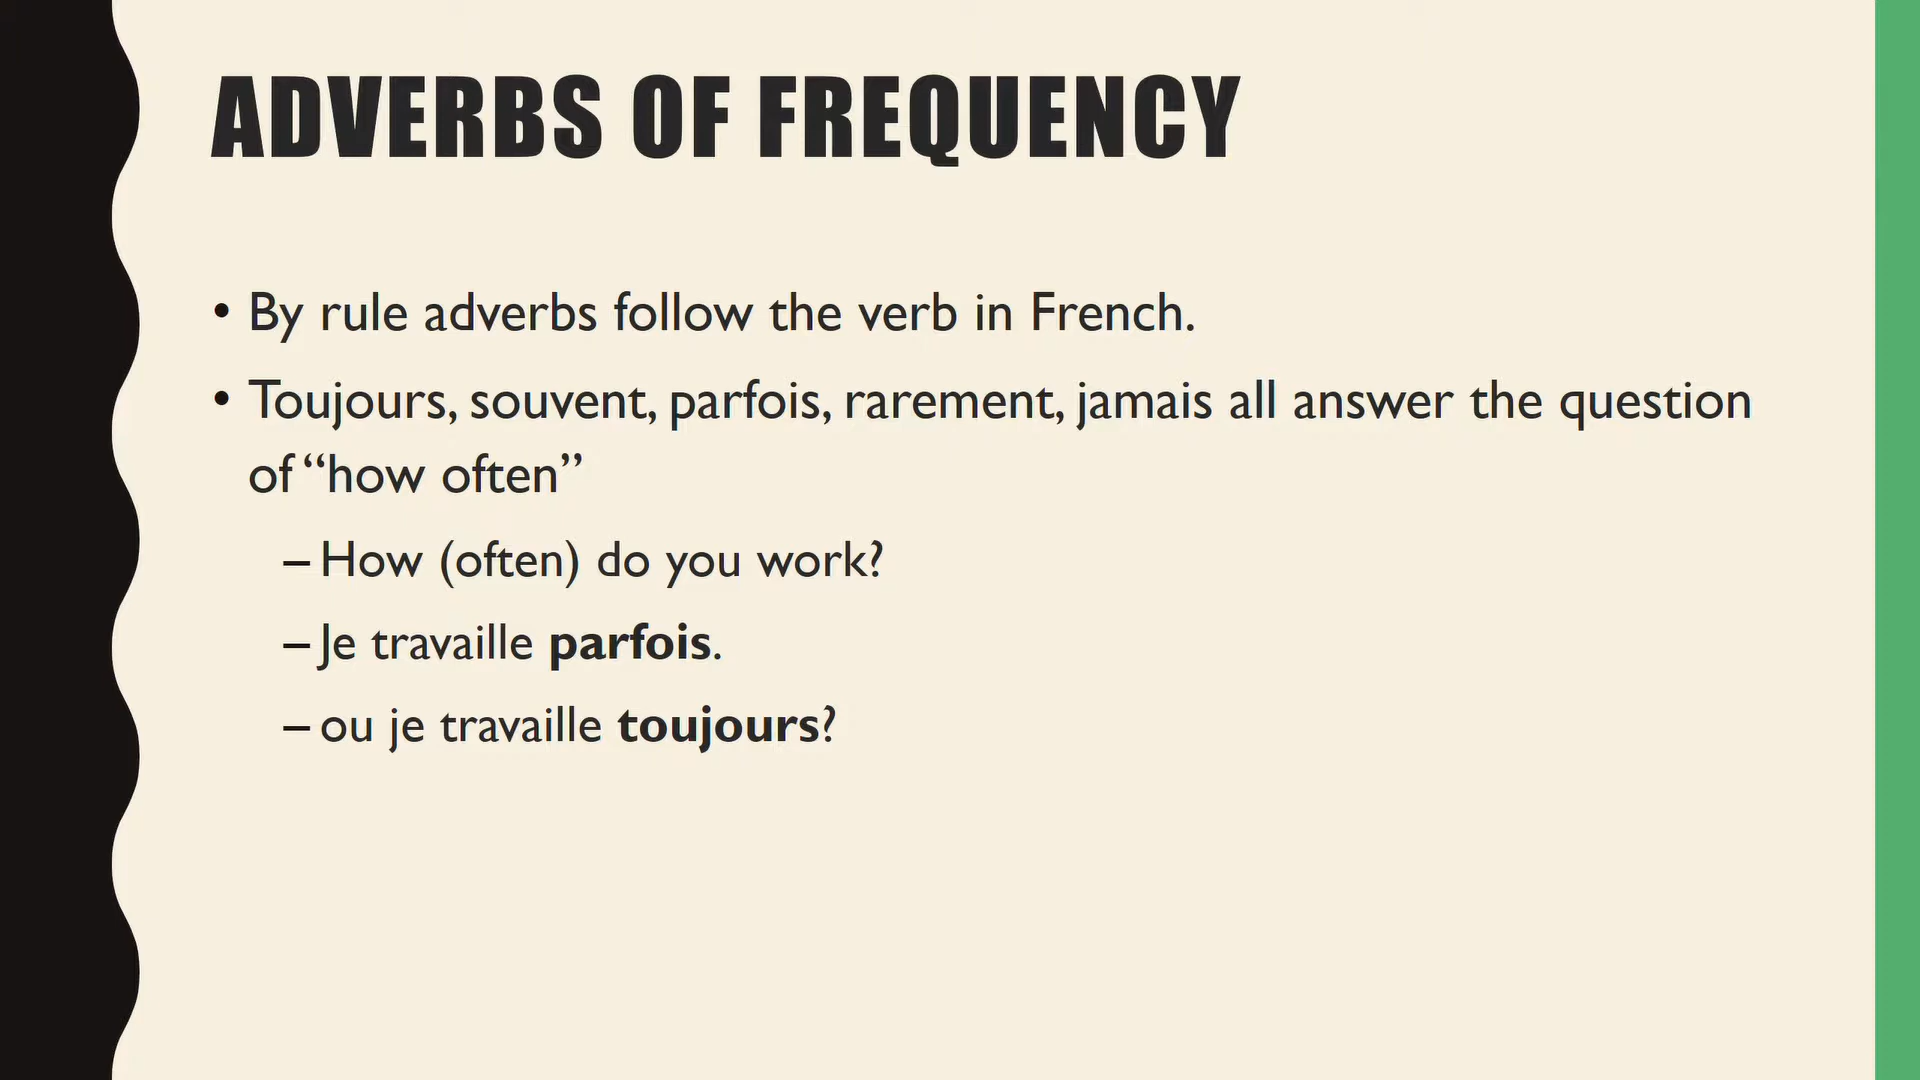 ADVERBS OF FREQUENCY
• By rule adverbs follow the verb in French.
• Toujours, souvent, parfois, rarement, jamais all answer the question
of “how often”
– How (often) do you work?
– Je travaille parfois.
– ou je travaille toujours?